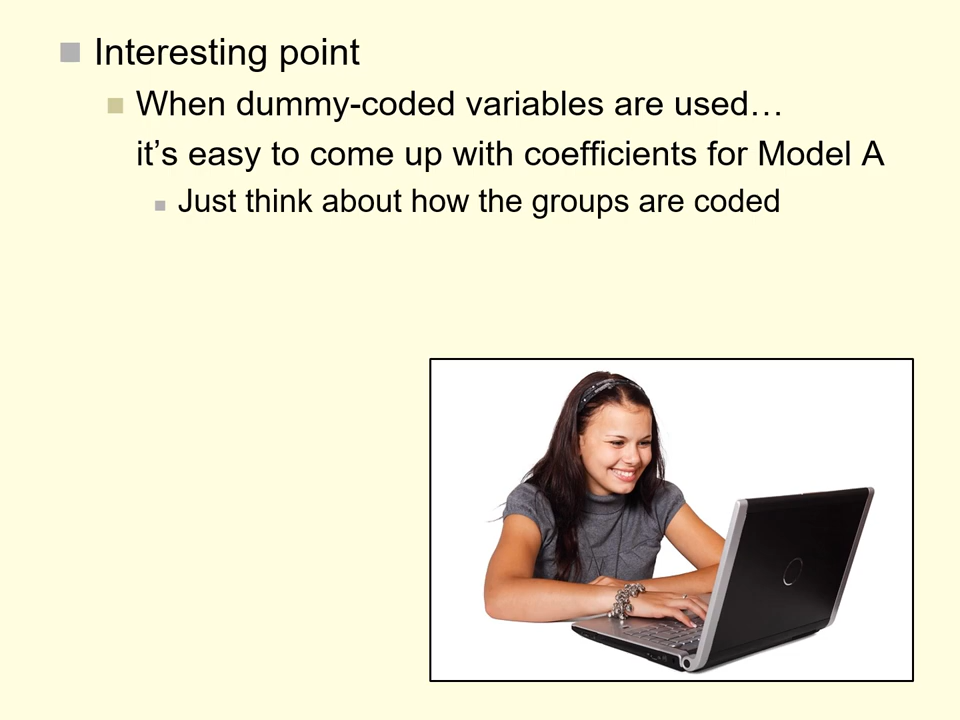 Interesting point
When dummy-coded variables are used…
it’s easy to come up with coefficients for Model A
Just think about how the groups are coded